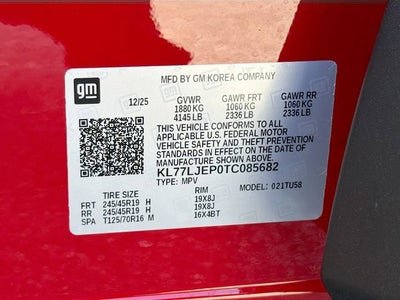 gm
MFD BY GM KOREA COMPANY
12/25 GVWR GAWR FRT GAWR RR
1880 KG 1060 KG 1060 KG
4145 LB 2336 LB 2336 LB
THIS VEHICLE CONFORMS TO ALL
APPLICABLE U.S. FEDERAL MOTOR
VEHICLE SAFETY AND THEFT PREVENTION
STANDARDS IN EFFECT ON THE DATE OF
MANUFACTURE SHOWN ABOVE.
KL77LJEP0TC085682
TYPE: MPV
TIRE SIZE RIM MODEL: 021TU58
FRT 245/45R19 H 19X8J
RR 245/45R19 H 19X8J
SPA T125/70R16 M 16X4BT